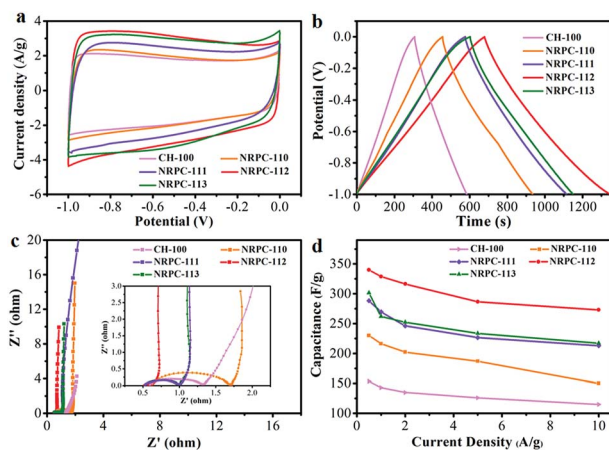 a
Current density (A/g)
4
2
0
-2
-4
-6
-1.0 -0.8 -0.6 -0.4 -0.2 0.0
Potential (V)
CH-100 NRPC-110
NRPC-111 NRPC-112
NRPC-113
b
Potential (V)
0.0
-0.2
-0.4
-0.6
-0.8
-1.0
0 200 400 600 800 1000 1200
Time (s)
CH-100
NRPC-110
NRPC-111
NRPC-112
NRPC-113
c
Z'' (ohm)
20
16
12
8
4
0
0 4 8 12 16 20
Z' (ohm)
CH-100 NRPC-110
NRPC-111 NRPC-112
NRPC-113
Z'' (ohm)
3.0
2.5
2.0
1.5
1.0
0.5
0.0
0.5 1.0 1.5 2.0
Z' (ohm)
d
Capacitance (F/g)
400
350
300
250
200
150
100
0 2 4 6 8 10
Current Density (A/g)
CH-100 NRPC-110
NRPC-111 NRPC-112
NRPC-113